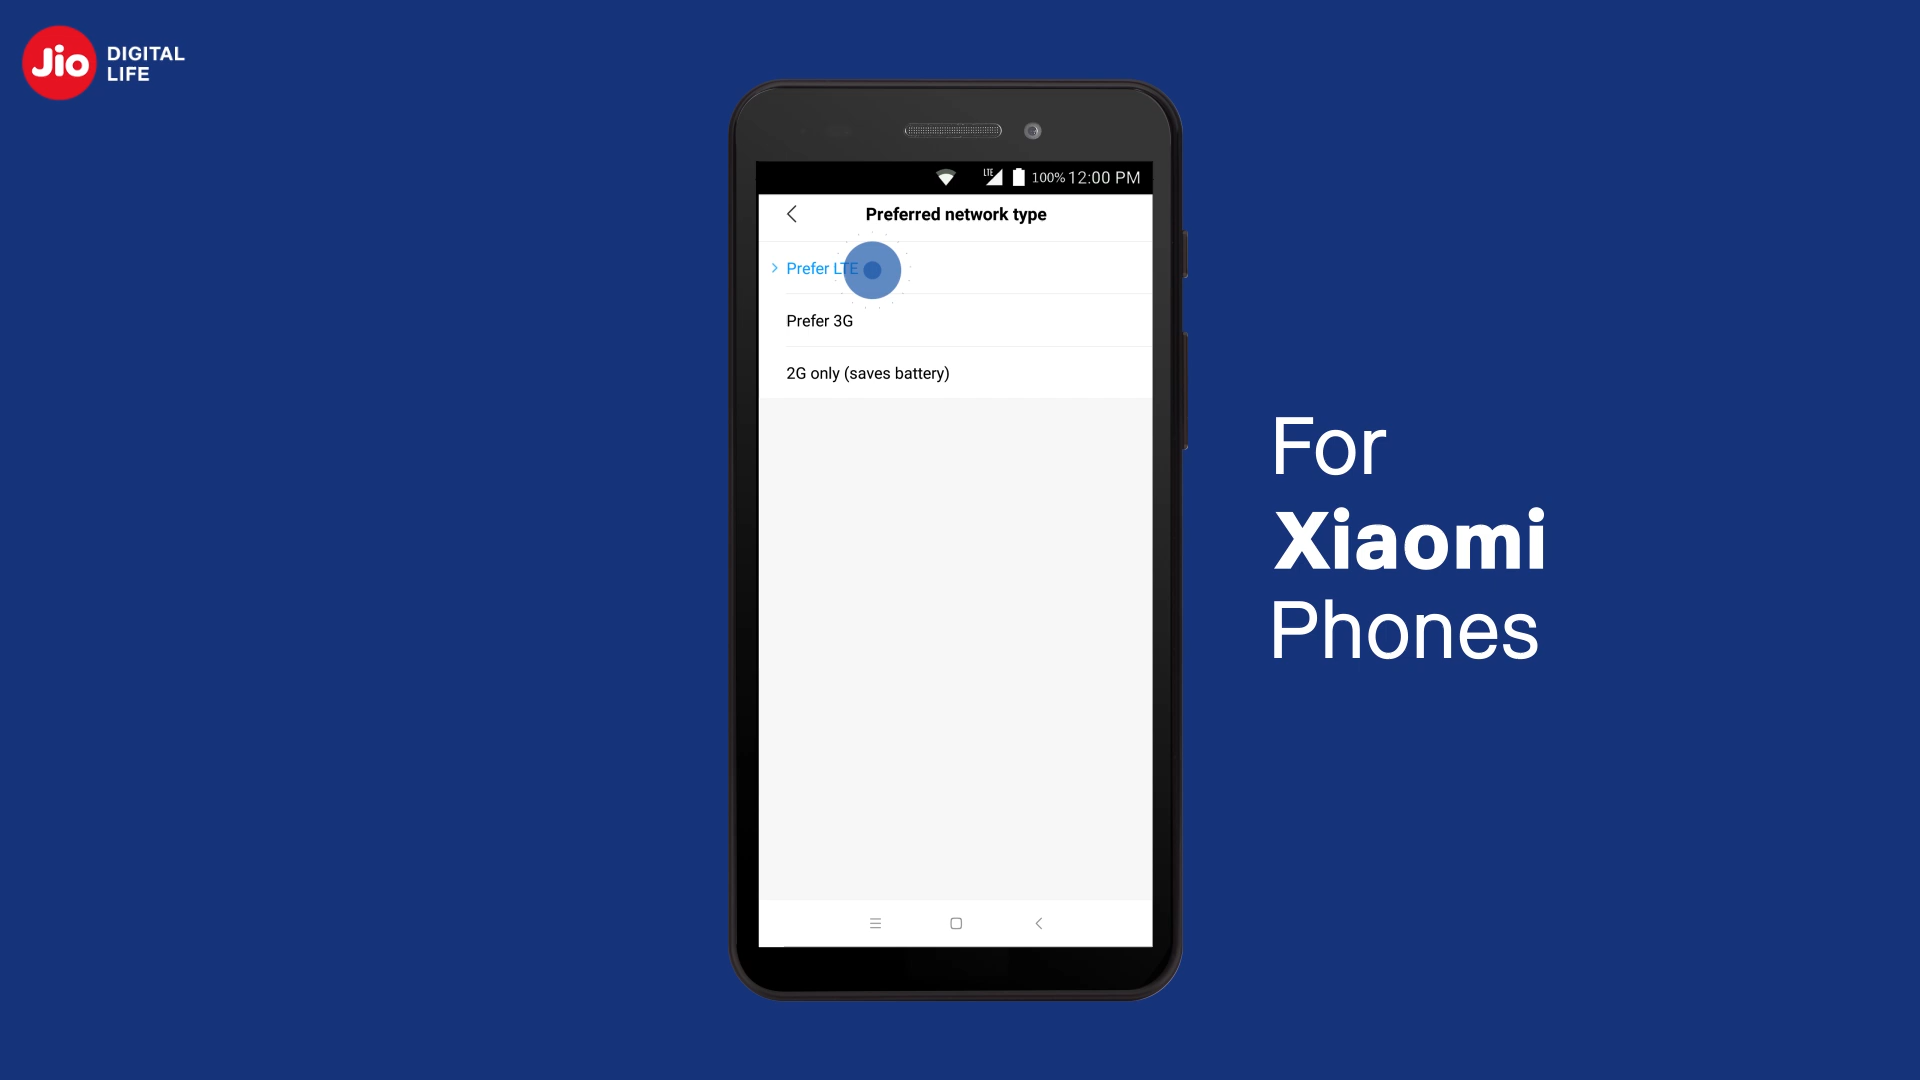 Jio DIGITAL
LIFE
LTE 100% 12:00 PM
Preferred network type
Prefer LTE
Prefer 3G
2G only (saves battery)
For
Xiaomi
Phones